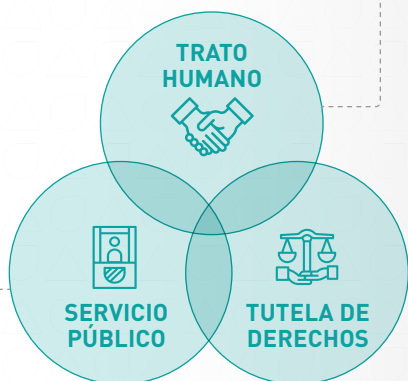 TRATO
HUMANO
SERVICIO
PÚBLICO
TUTELA DE
DERECHOS